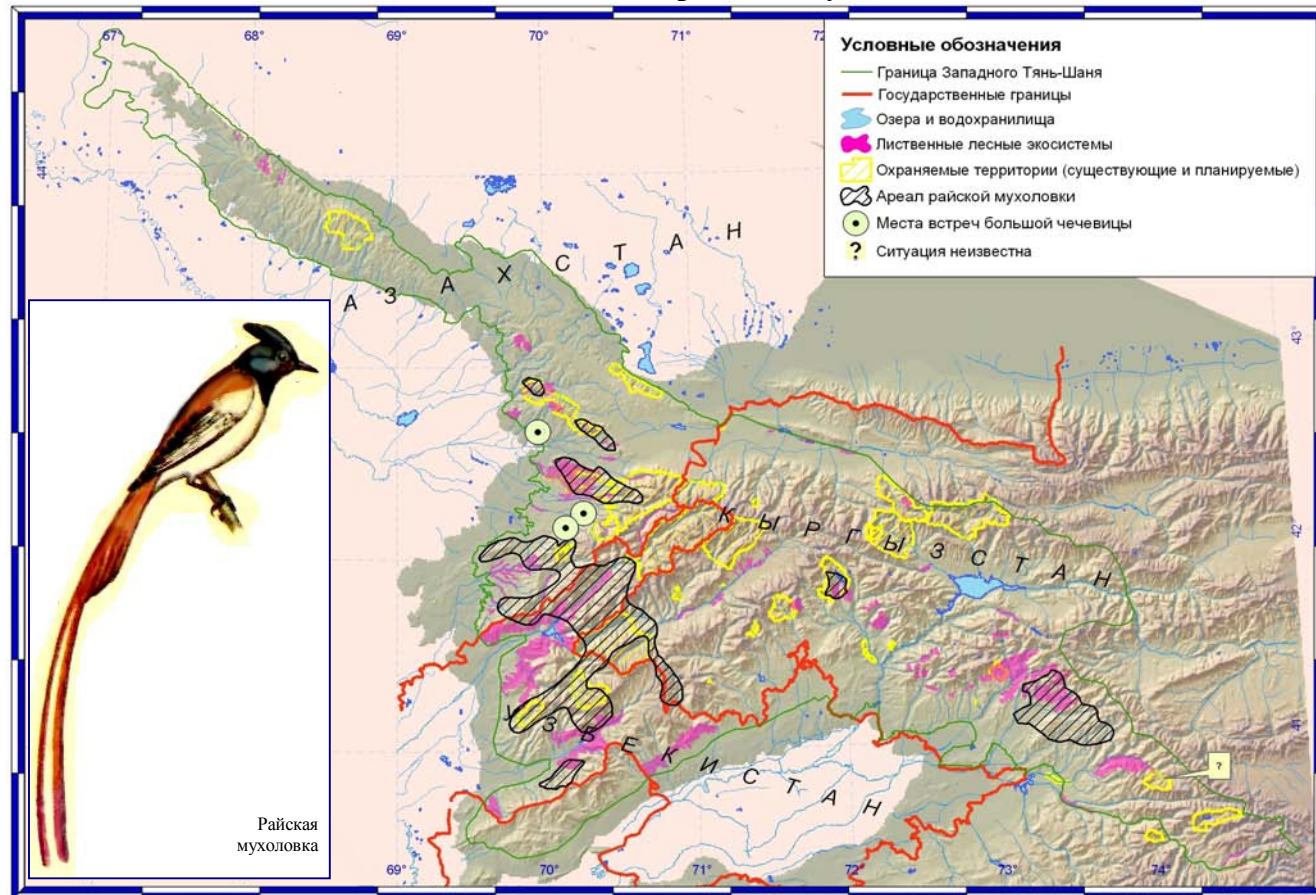 67°
68°
69°
70°
71°
72
Условные обозначения
Граница Западного Тянь-Шаня
Государственные границы
Озера и водохранилища
Лиственные лесные экосистемы
Охраняемые территории (существующие и планируемые)
Ареал райской мухоловки
Места встреч большой чечевицы
? Ситуация неизвестна
44°
43°
42
41
А З А Х С Т А Н
К Ы Р Г Ы З С Т А Н
У З Б Е К И С Т А Н
?
Райская
мухоловка
69°
70°
71°
72°
73°
74°